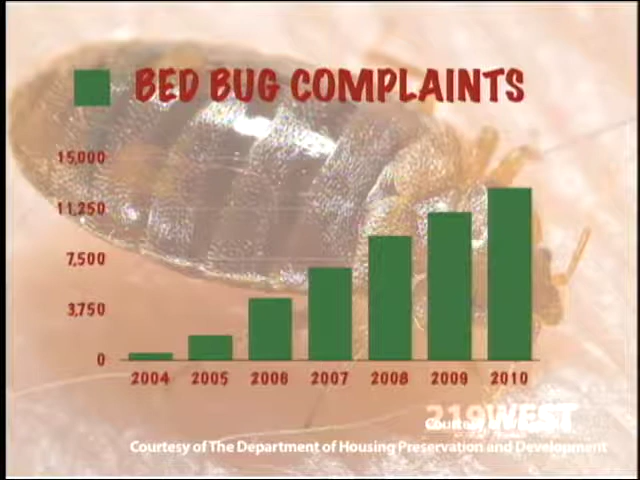 BED BUG COMPLAINTS
15,000
11,250
7,500
3,750
0
2004 2005 2006 2007 2008 2009 2010
219WEST
Courtesy
Courtesy of The Department of Housing Preservation and Development